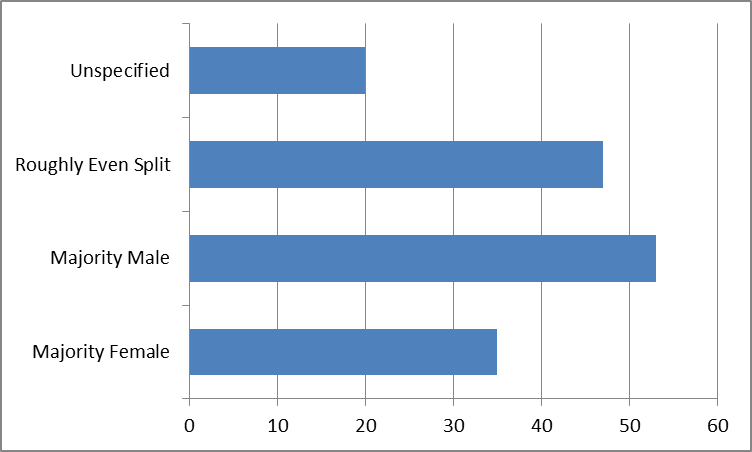 Unspecified
Roughly Even Split
Majority Male
Majority Female
0 10 20 30 40 50 60